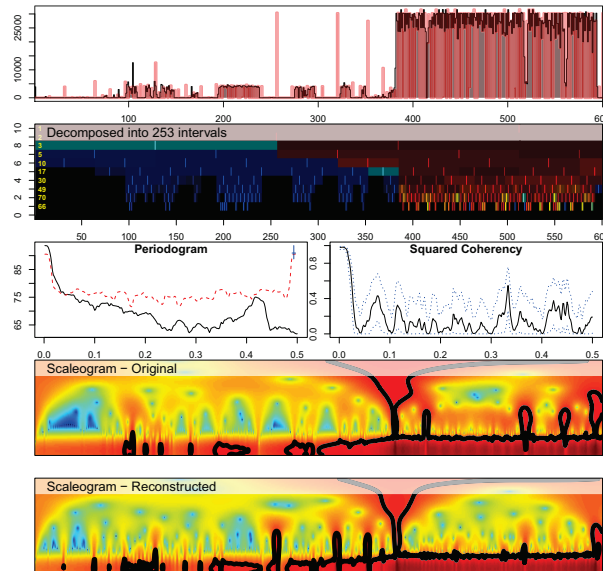 25000
15000
0
100 200 300 400 500 600
Decomposed into 253 intervals
10
8
6
4
2
0
3
5
10
17
30
49
70
66
50 100 150 200 250 300 350 400 450 500 550 600
Periodogram
Squared Coherency
85
75
65
0.8
0.4
0.0
0.0 0.1 0.2 0.3 0.4 0.5
0.0 0.1 0.2 0.3 0.4 0.5
Scaleogram − Original
Scaleogram − Reconstructed